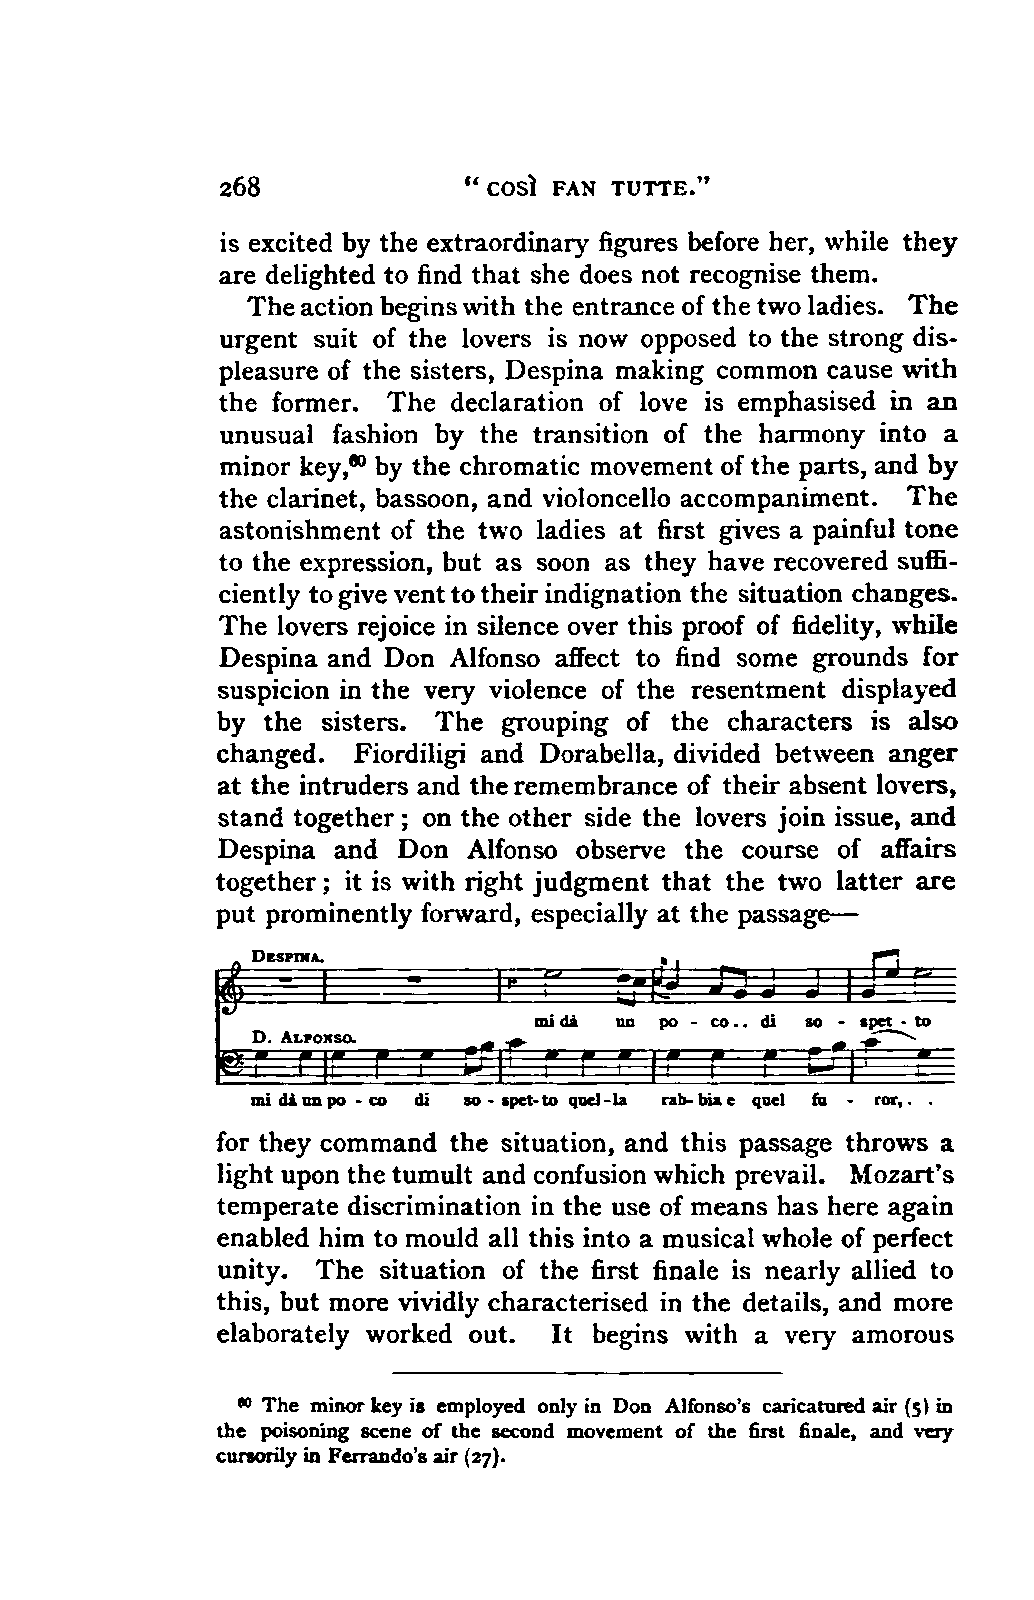 268 “ COSÌ FAN TUTTE.”
is excited by the extraordinary figures before her, while they
are delighted to find that she does not recognise them.
The action begins with the entrance of the two ladies. The
urgent suit of the lovers is now opposed to the strong dis-
pleasure of the sisters, Despina making common cause with
the former. The declaration of love is emphasised in an
unusual fashion by the transition of the harmony into a
minor key,⁶⁰ by the chromatic movement of the parts, and by
the clarinet, bassoon, and violoncello accompaniment. The
astonishment of the two ladies at first gives a painful tone
to the expression, but as soon as they have recovered suffi-
ciently to give vent to their indignation the situation changes.
The lovers rejoice in silence over this proof of fidelity, while
Despina and Don Alfonso affect to find some grounds for
suspicion in the very violence of the resentment displayed
by the sisters. The grouping of the characters is also
changed. Fiordiligi and Dorabella, divided between anger
at the intruders and the remembrance of their absent lovers,
stand together ; on the other side the lovers join issue, and
Despina and Don Alfonso observe the course of affairs
together ; it is with right judgment that the two latter are
put prominently forward, especially at the passage—
DESPINA.
mi dà un po - co.. di so - spet - to
D. ALFONSO.
mi dà un po - co di so - spet- to quel -la rab- bia e quel fu - ror, . .
for they command the situation, and this passage throws a
light upon the tumult and confusion which prevail. Mozart's
temperate discrimination in the use of means has here again
enabled him to mould all this into a musical whole of perfect
unity. The situation of the first finale is nearly allied to
this, but more vividly characterised in the details, and more
elaborately worked out. It begins with a very amorous
⁶⁰ The minor key is employed only in Don Alfonso's caricatured air (5) in
the poisoning scene of the second movement of the first finale, and very
cursorily in Ferrando's air (27).